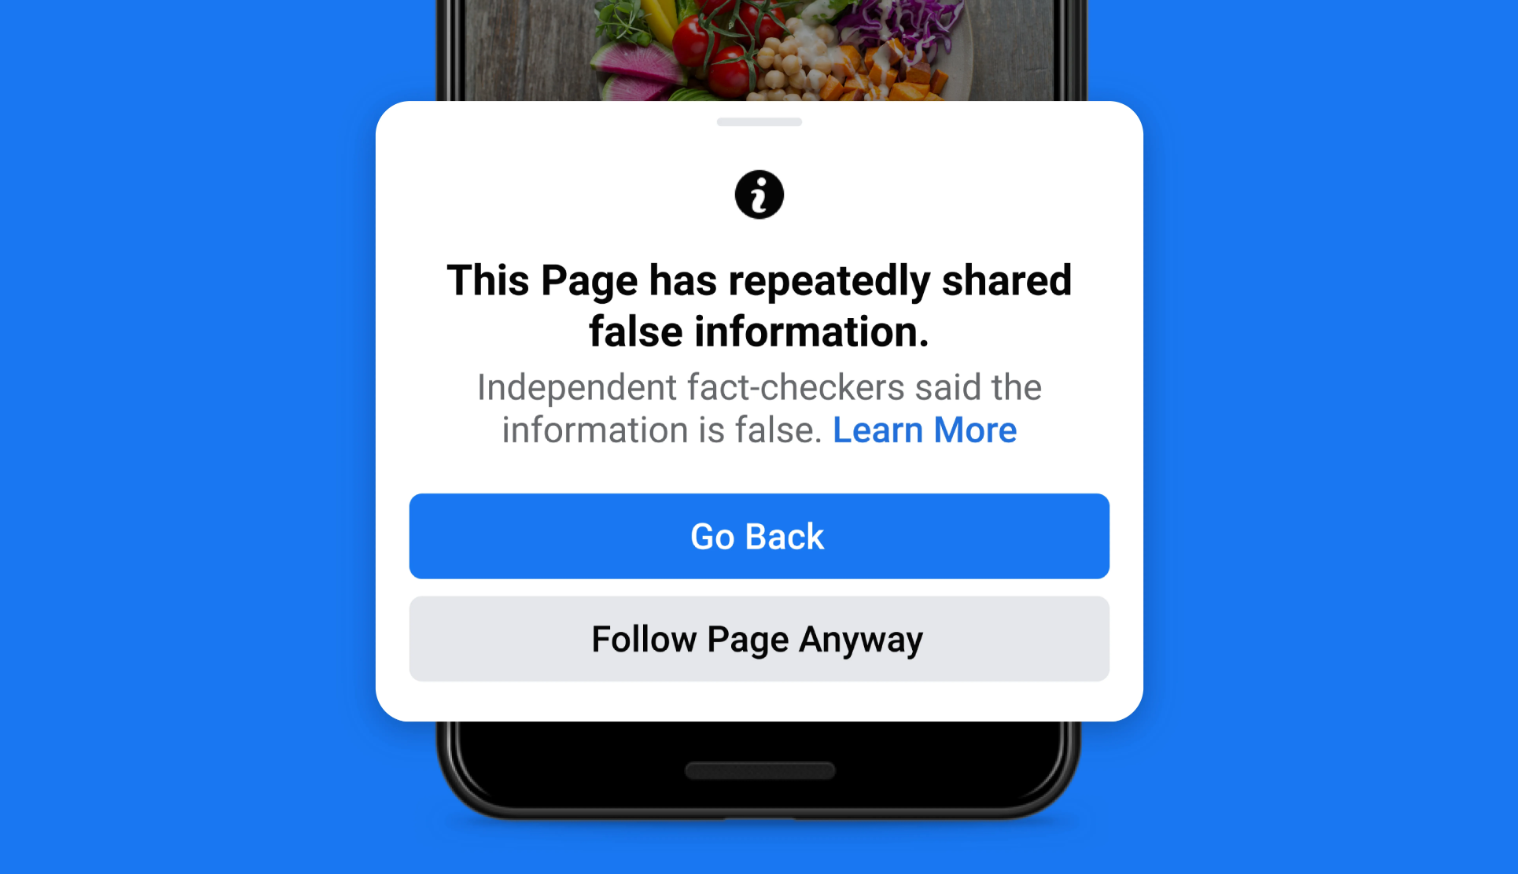 This Page has repeatedly shared
false information.
Independent fact-checkers said the
information is false. Learn More
Go Back
Follow Page Anyway